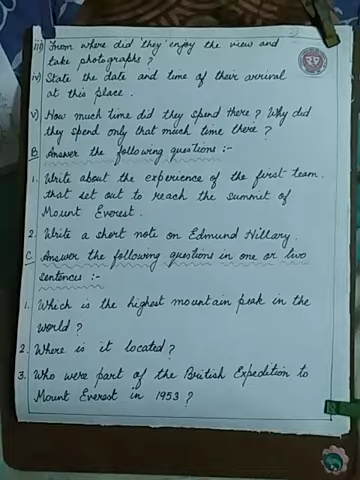 iii) From where did 'they' enjoy the view and
take photographs?
iv) State the date and time of their arrival
at this place.
v) How much time did they spend there? Why did
they spend only that much time there?
B Answer the following questions :-
1. Write about the experience of the first team
that set out to reach the summit of
Mount Everest.
2. Write a short note on Edmund Hillary.
C Answer the following questions in one or two
sentences :-
1. Which is the highest mountain peak in the
world?
2. Where is it located?
3. Who were part of the British Expedition to
Mount Everest in 1953?